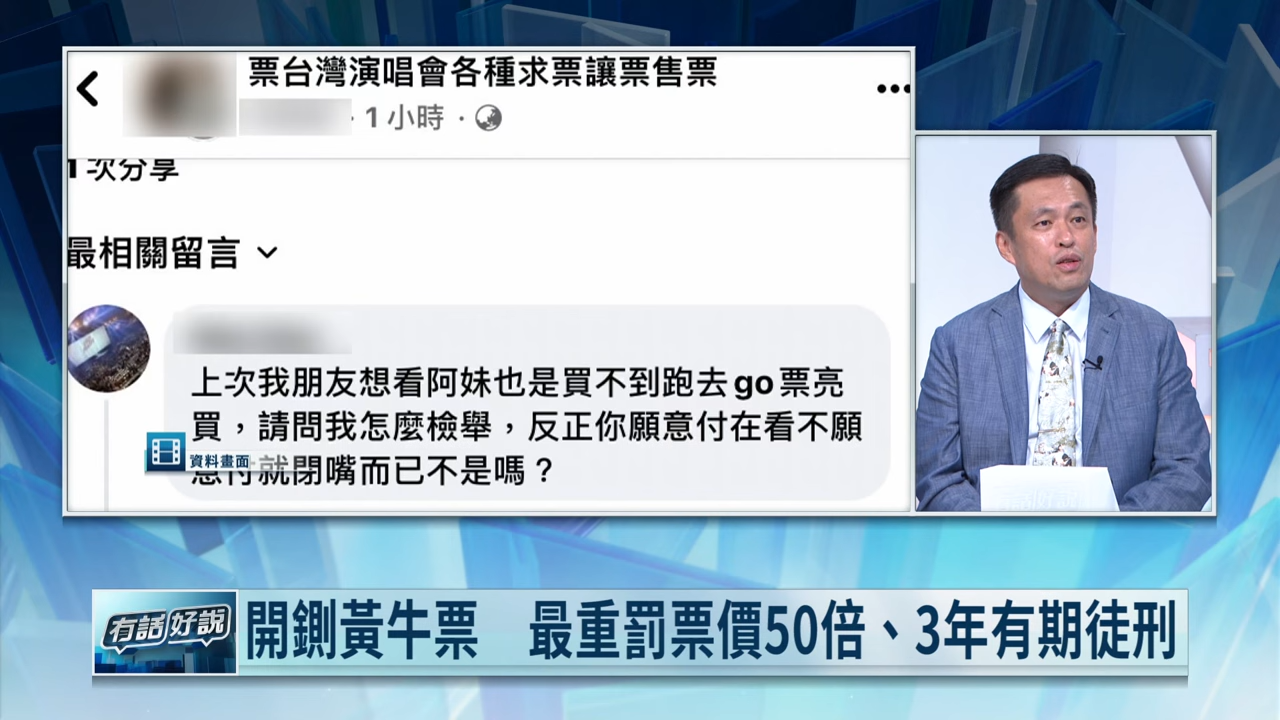 票台灣演唱會各種求票讓票售票
· 1 小時 ·
1 次分享
最相關留言
上次我朋友想看阿妹也是買不到跑去 go 票亮
買，請問我怎麼檢舉，反正你願意付在看不願
意付就閉嘴而已不是嗎？
資料畫面
有話好說
開鍘黃牛票 最重罰票價50倍、3年有期徒刑